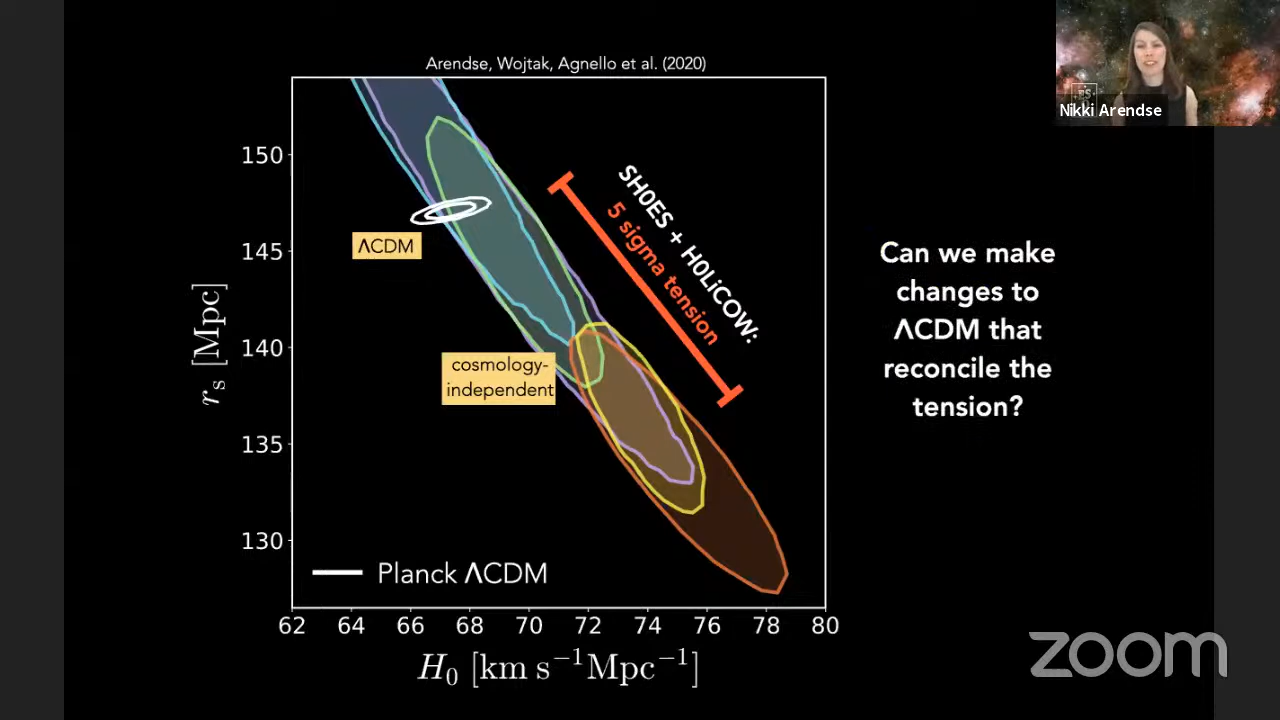 Arendse, Wojtak, Agnello et al. (2020)
Nikki Arendse
150
145
140
135
130
rs [Mpc]
ΛCDM
cosmology-
independent
SH0ES + H0LiCOW:
5 sigma tension
Planck ΛCDM
62 64 66 68 70 72 74 76 78 80
H0 [km s−1Mpc−1]
Can we make
changes to
ΛCDM that
reconcile the
tension?
zoom